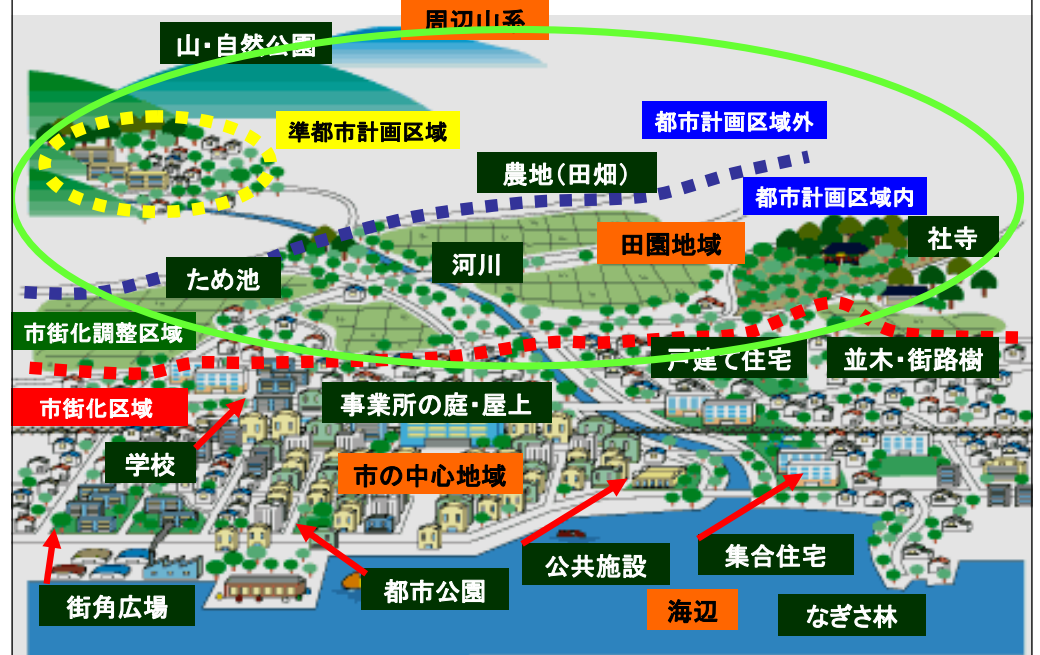 周辺山系
山・自然公園
準都市計画区域
都市計画区域外
農地(田畑)
都市計画区域内
田園地域
社寺
河川
ため池
市街化調整区域
戸建て住宅
並木・街路樹
市街化区域
事業所の庭・屋上
学校
市の中心地域
公共施設
集合住宅
都市公園
街角広場
海辺
なぎさ林